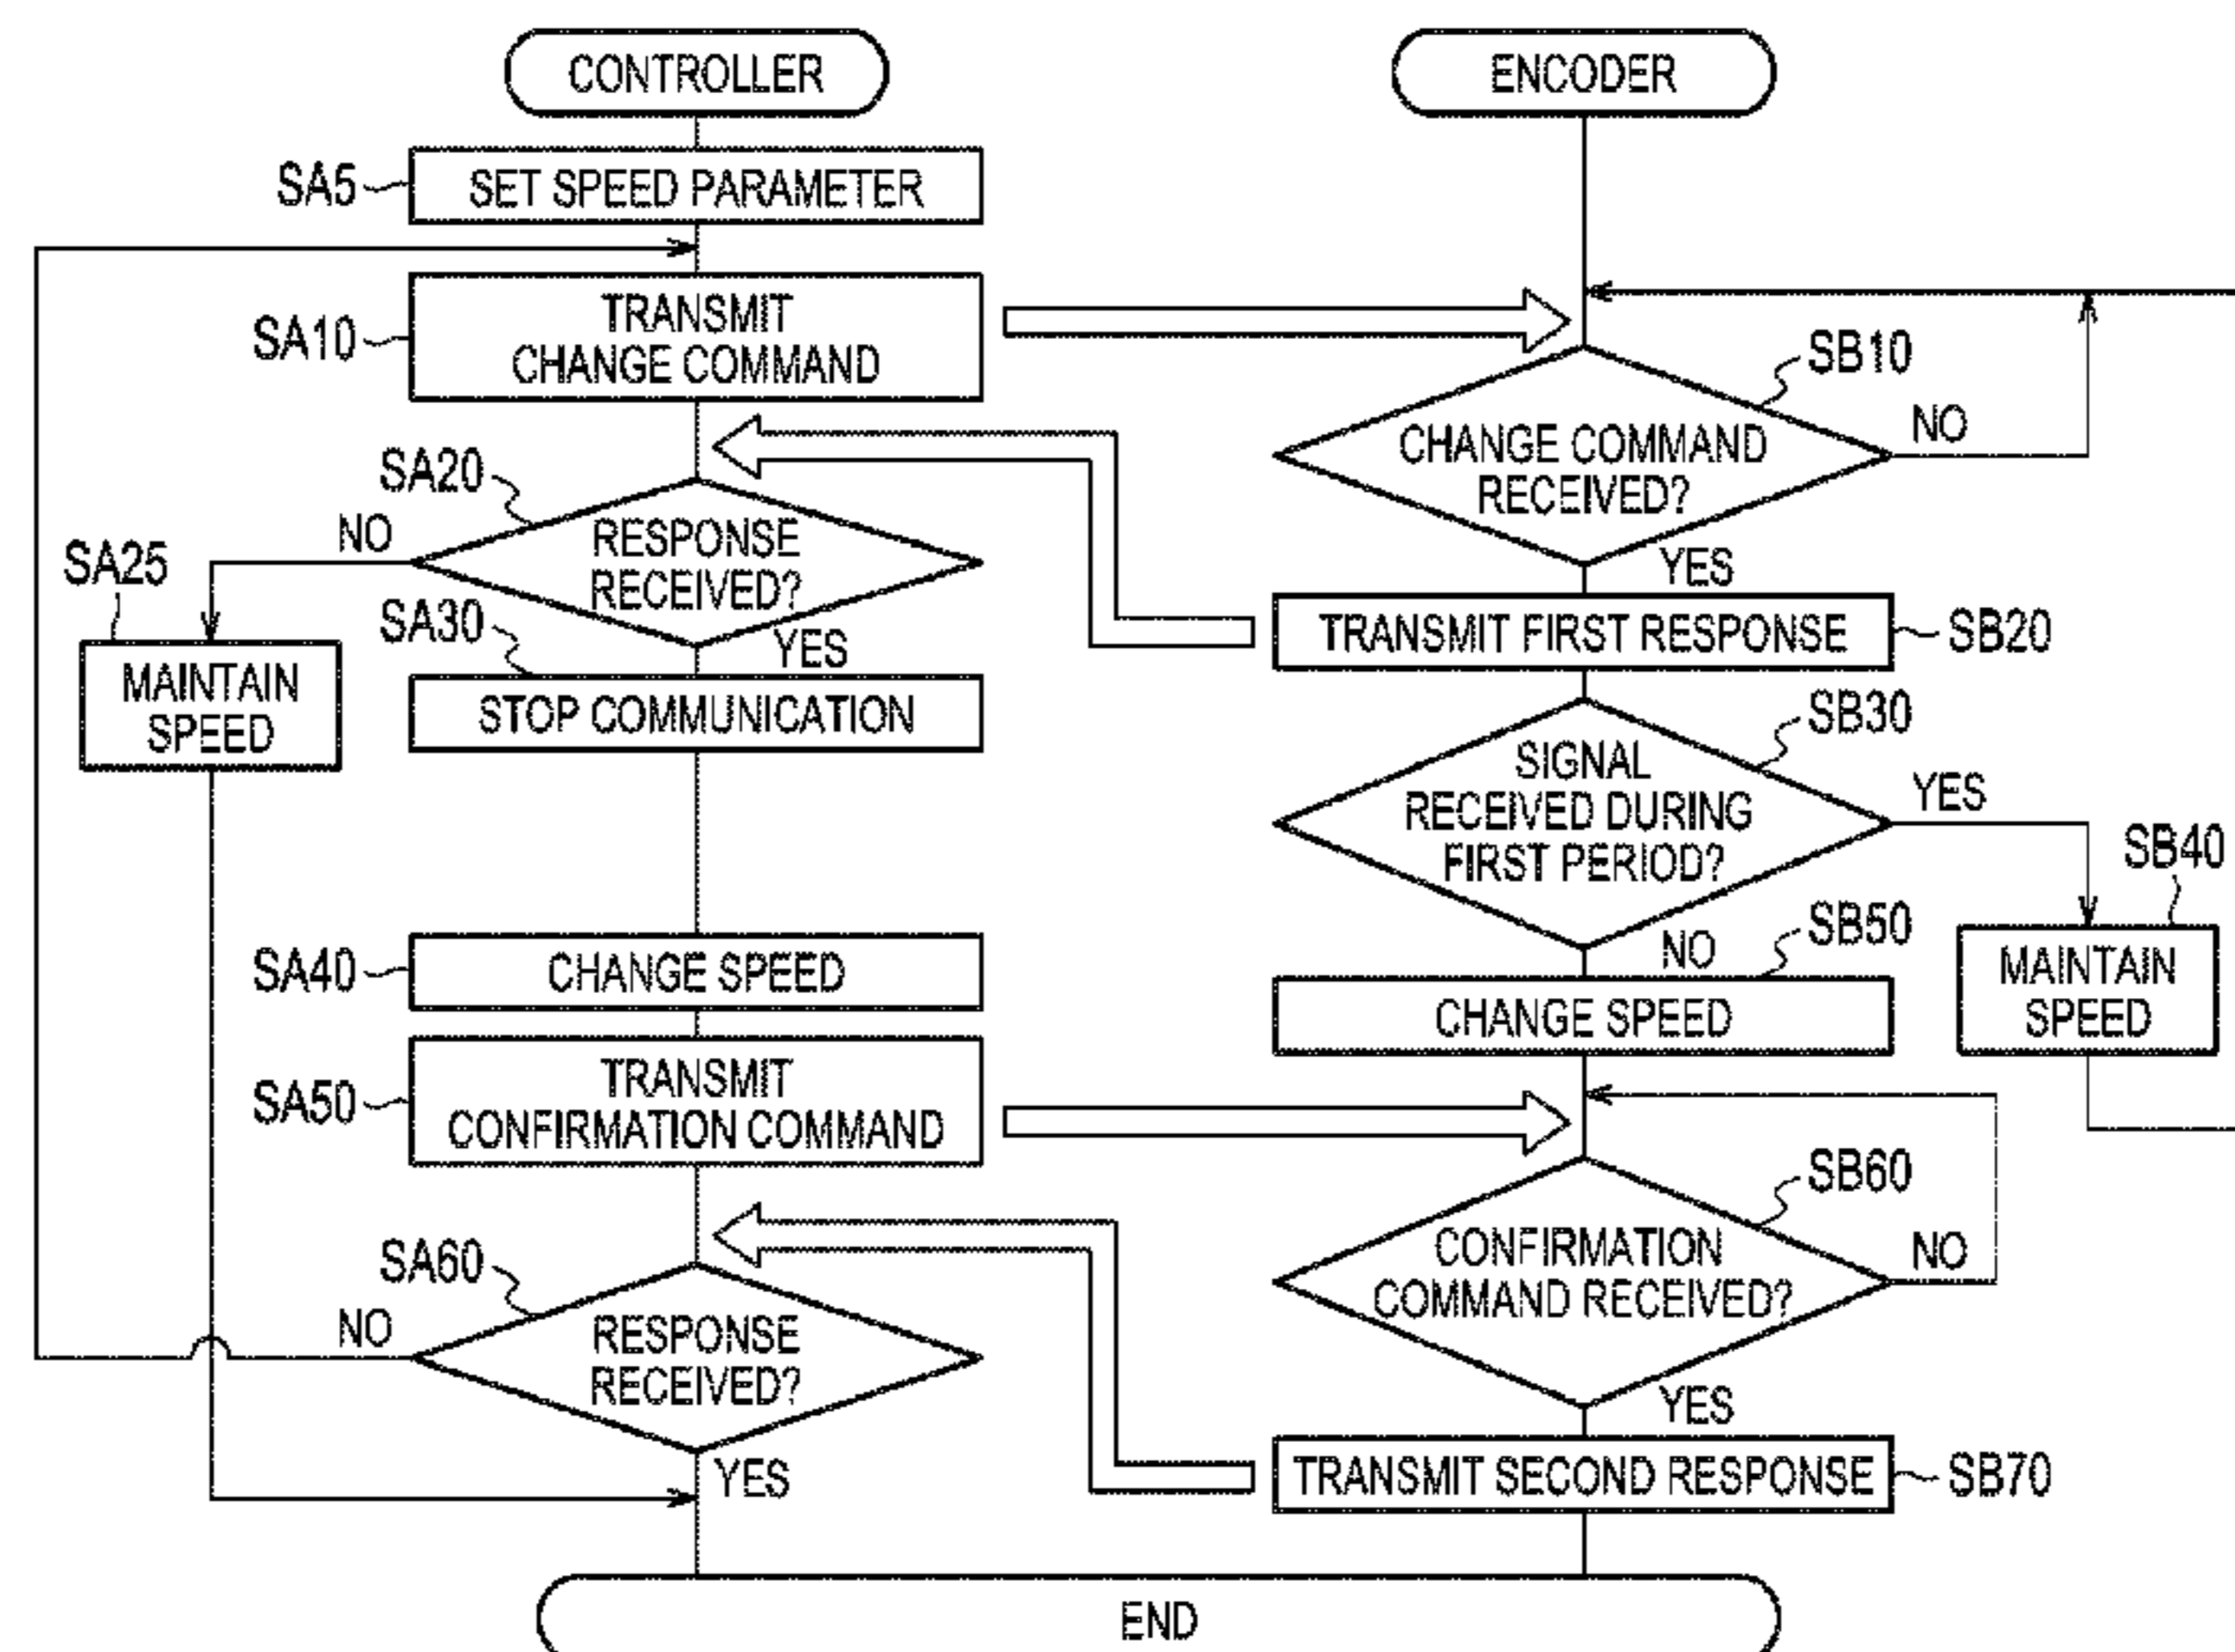 CONTROLLER
ENCODER
SA5
SET SPEED PARAMETER
SA10
TRANSMIT
CHANGE COMMAND
SB10
CHANGE COMMAND
RECEIVED?
NO
YES
SA20
NO
RESPONSE
RECEIVED?
YES
SA25
MAINTAIN
SPEED
SA30
STOP COMMUNICATION
TRANSMIT FIRST RESPONSE
SB20
SB30
SIGNAL
RECEIVED DURING
FIRST PERIOD?
YES
NO
SB40
MAINTAIN
SPEED
SA40
CHANGE SPEED
SB50
CHANGE SPEED
SA50
TRANSMIT
CONFIRMATION COMMAND
SB60
CONFIRMATION
COMMAND RECEIVED?
NO
YES
SA60
NO
RESPONSE
RECEIVED?
YES
TRANSMIT SECOND RESPONSE
SB70
END